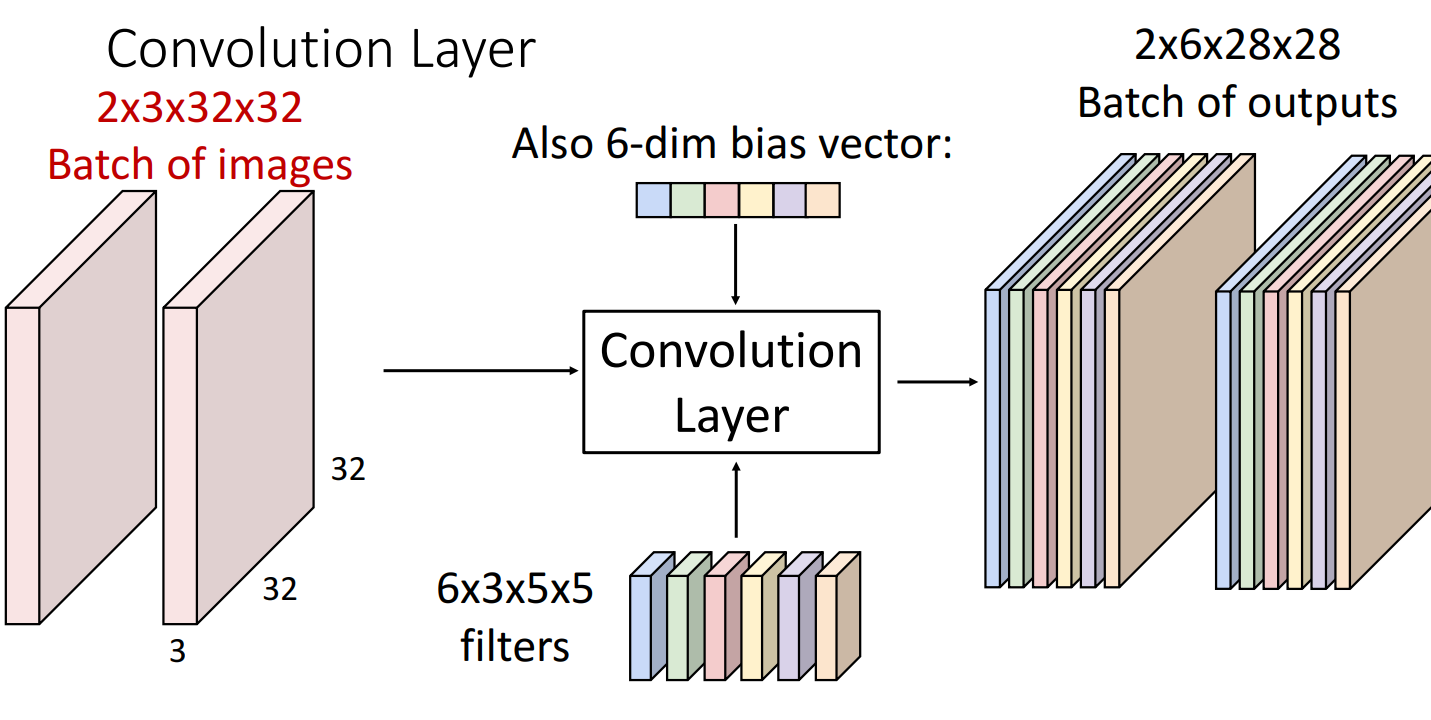 Convolution Layer
2x3x32x32
Batch of images
32
32
3
Also 6-dim bias vector:
Convolution
Layer
6x3x5x5
filters
2x6x28x28
Batch of outputs